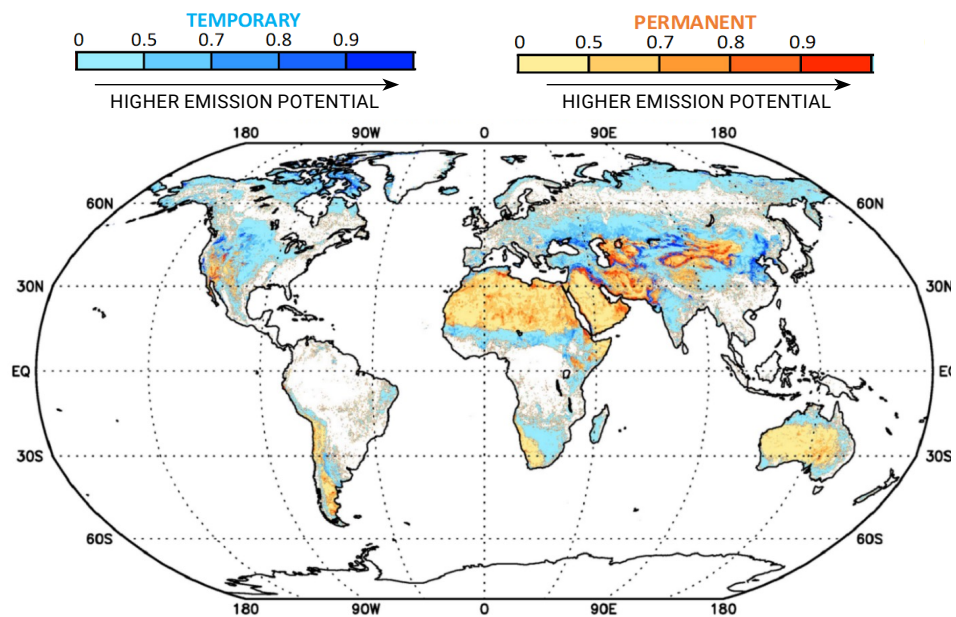 TEMPORARY PERMANENT
0 0.5 0.7 0.8 0.9 0 0.5 0.7 0.8 0.9
HIGHER EMISSION POTENTIAL HIGHER EMISSION POTENTIAL
180 90W 0 90E 180
60N
30N 30N
EQ EQ
30S 30S
60S 60S
180 90W 0 90E 180